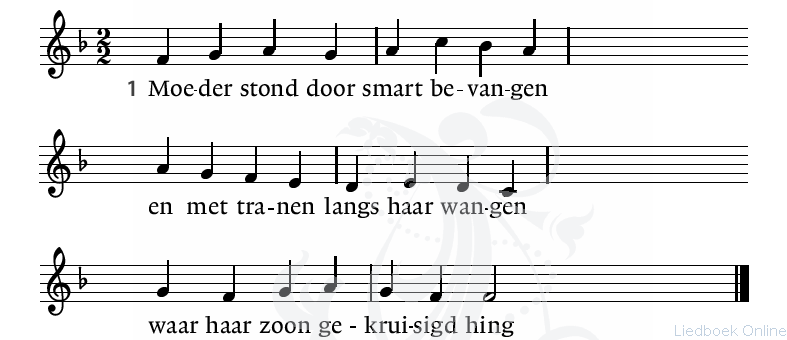 1 Moe-der stond door smart be-van-gen
en met tra-nen langs haar wan-gen
waar haar zoon ge-krui-sigd hing
Liedboek Online